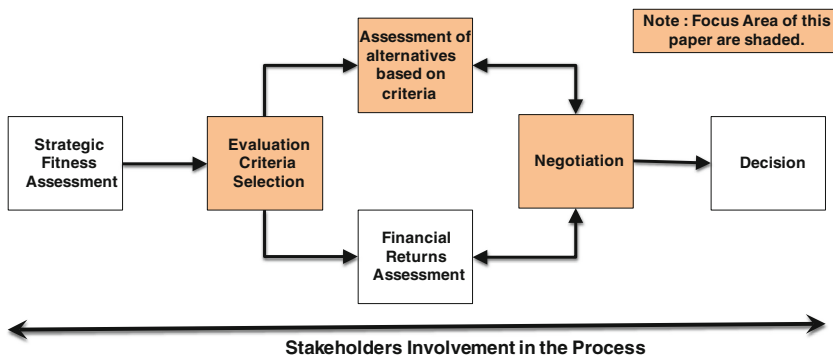 Assessment of
alternatives
based on
criteria
Note : Focus Area of this
paper are shaded.
Strategic
Fitness
Assessment
Evaluation
Criteria
Selection
Negotiation
Decision
Financial
Returns
Assessment
Stakeholders Involvement in the Process